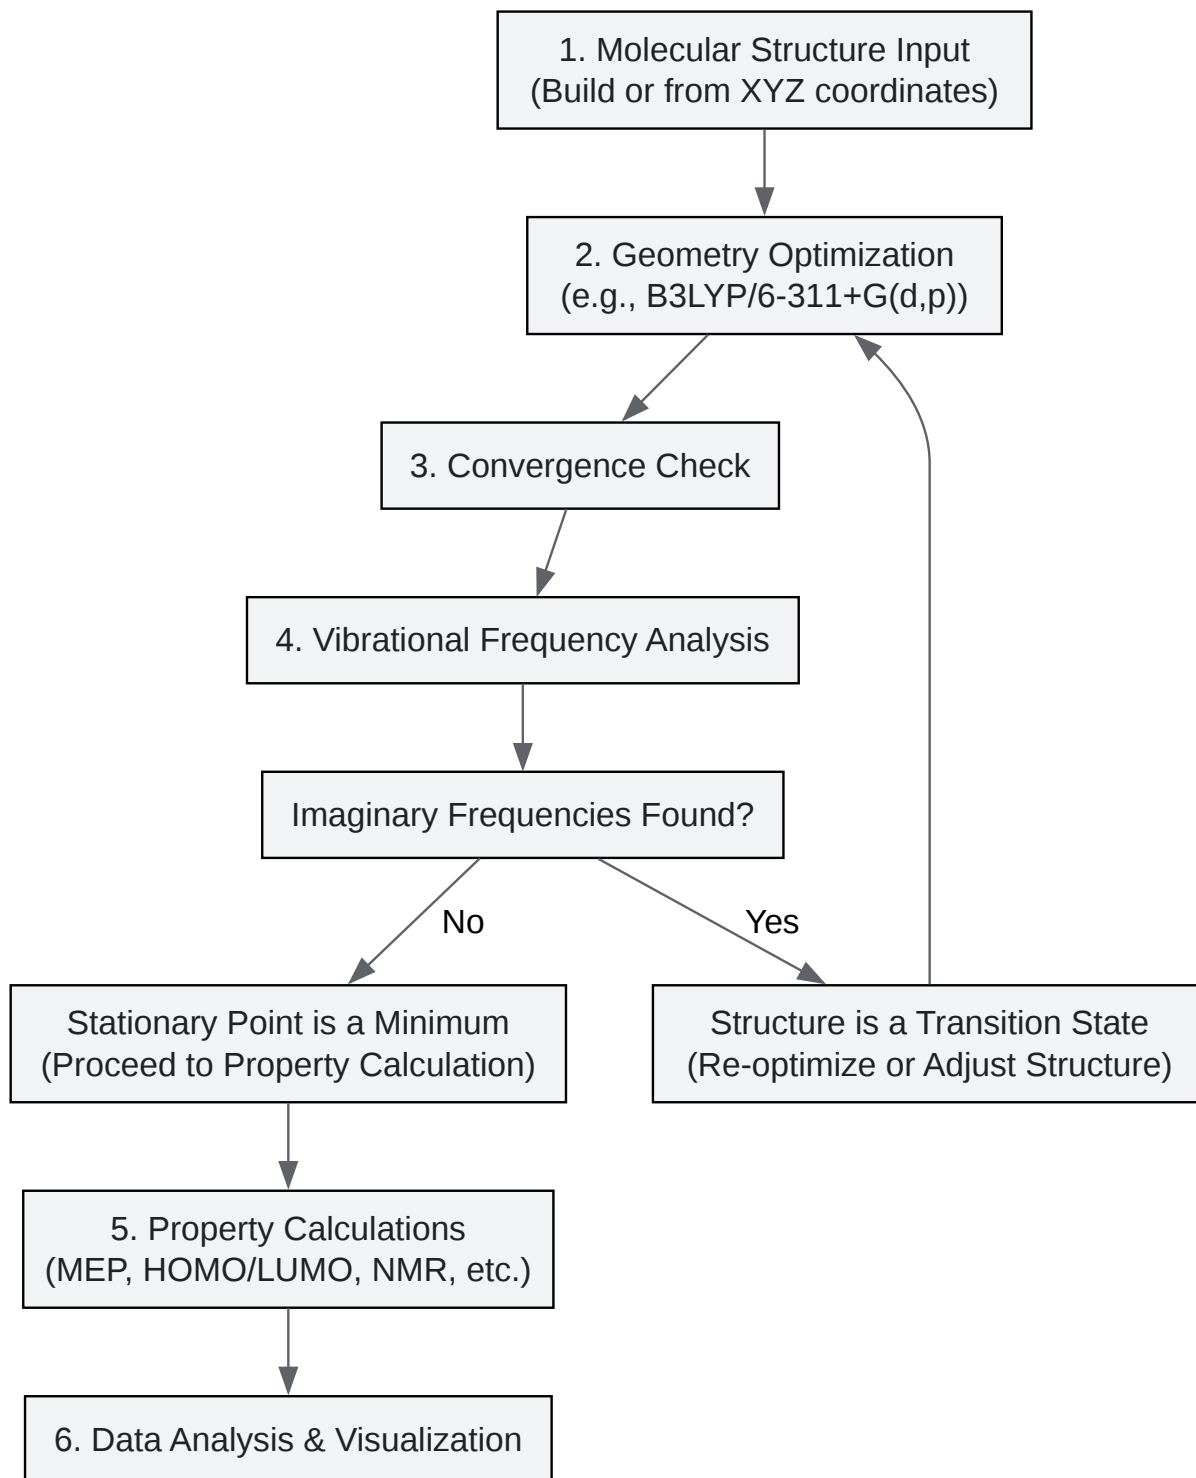 1. Molecular Structure Input
(Build or from XYZ coordinates)
2. Geometry Optimization
(e.g., B3LYP/6-311+G(d,p))
3. Convergence Check
4. Vibrational Frequency Analysis
Imaginary Frequencies Found?
No
Yes
Stationary Point is a Minimum
(Proceed to Property Calculation)
Structure is a Transition State
(Re-optimize or Adjust Structure)
5. Property Calculations
(MEP, HOMO/LUMO, NMR, etc.)
6. Data Analysis & Visualization